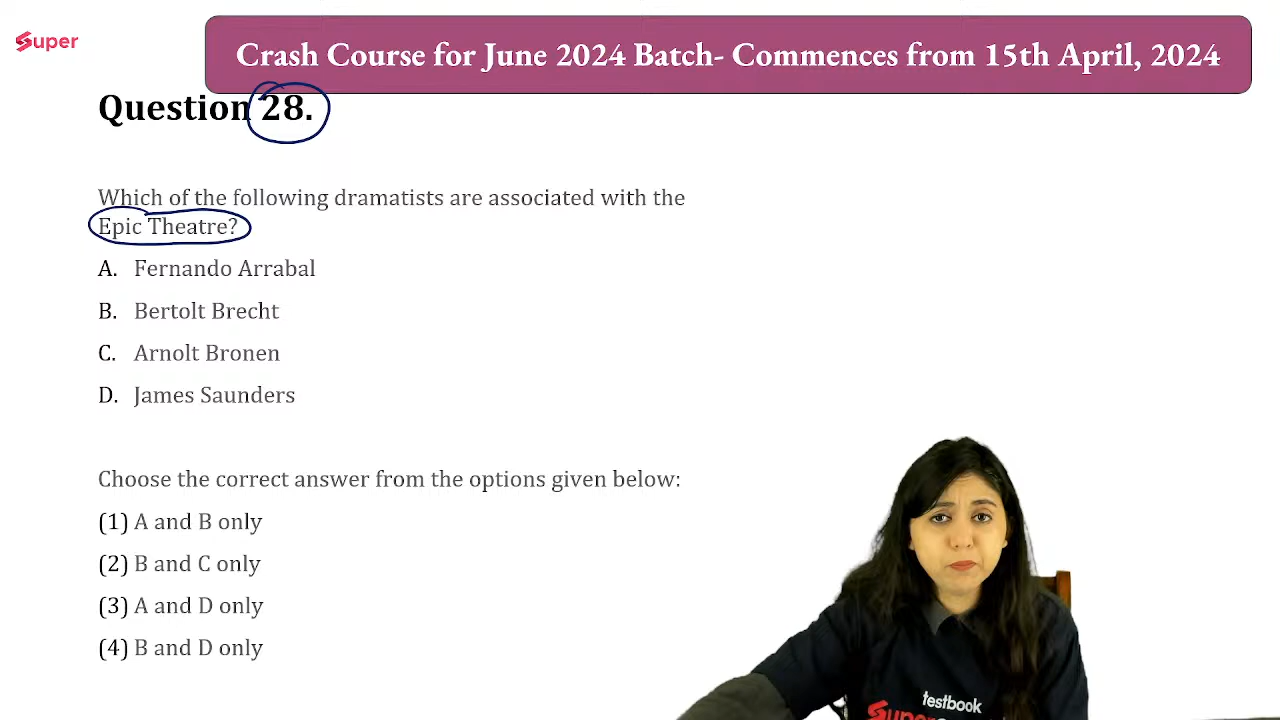 Super
Crash Course for June 2024 Batch- Commences from 15th April, 2024
Question 28.
Which of the following dramatists are associated with the
Epic Theatre?
A. Fernando Arrabal
B. Bertolt Brecht
C. Arnolt Bronen
D. James Saunders
Choose the correct answer from the options given below:
(1) A and B only
(2) B and C only
(3) A and D only
(4) B and D only
testbook